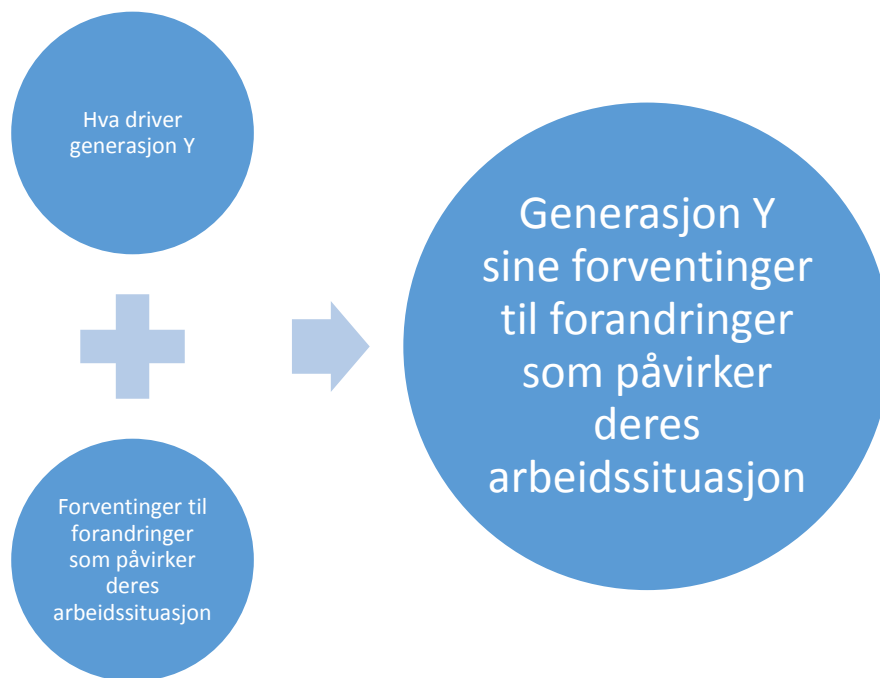 Hva driver
generasjon Y
Forventinger til
forandringer
som påvirker
deres
arbeidssituasjon
Generasjon Y
sine forventinger
til forandringer
som påvirker
deres
arbeidssituasjon